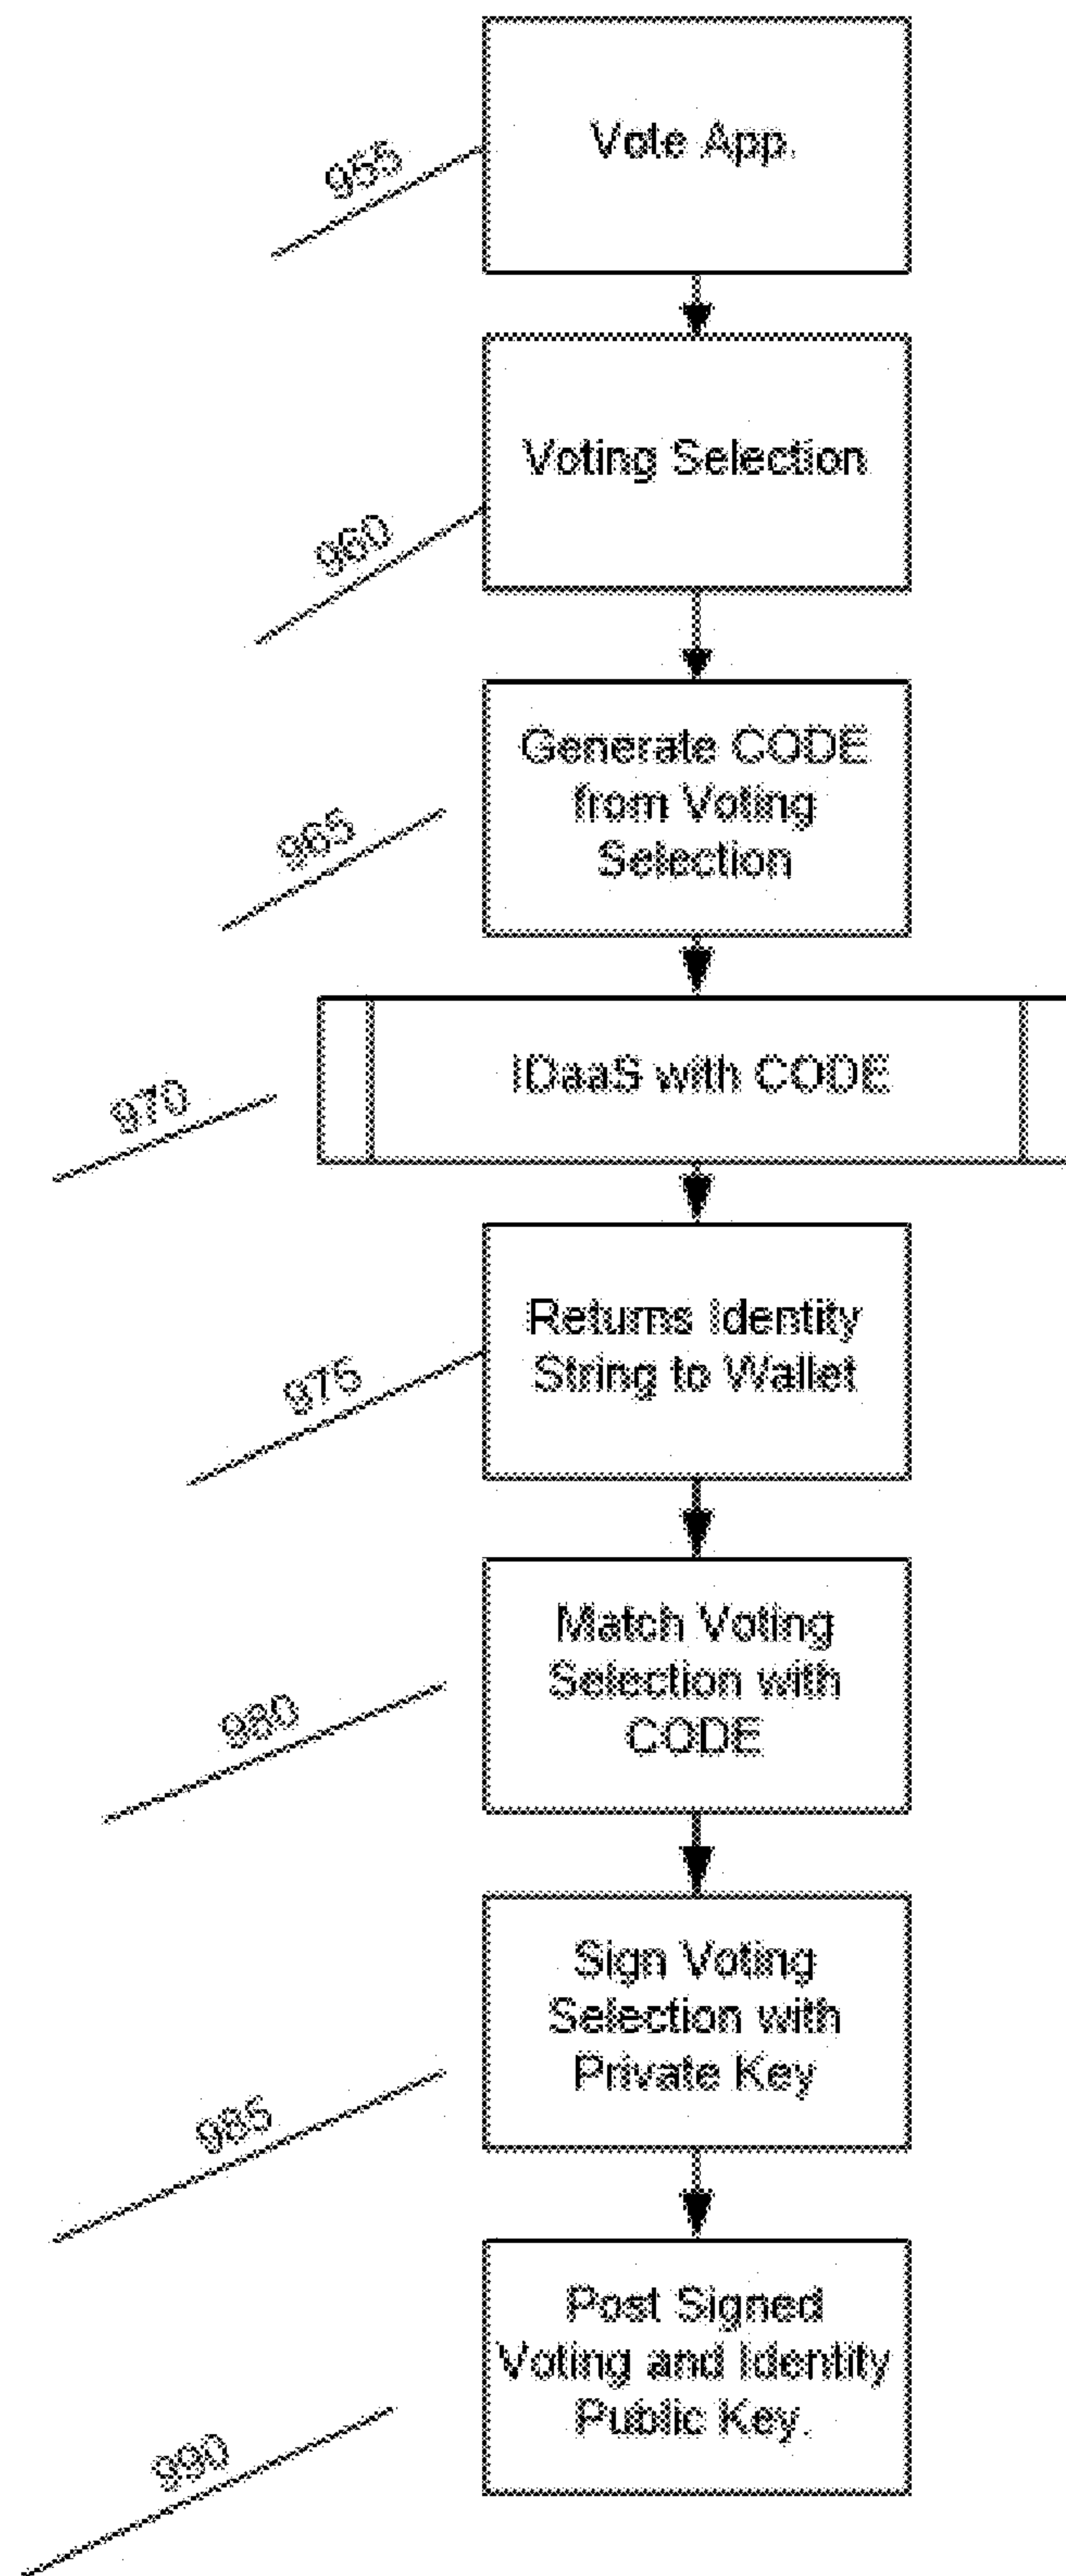 Vote App.
955
Voting Selection
960
Generate CODE
from Voting
Selection
965
IDaaS with CODE
970
Returns Identity
String to Wallet
975
Match Voting
Selection with
CODE
980
Sign Voting
Selection with
Private Key
985
Post Signed
Voting and Identity
Public Key.
990